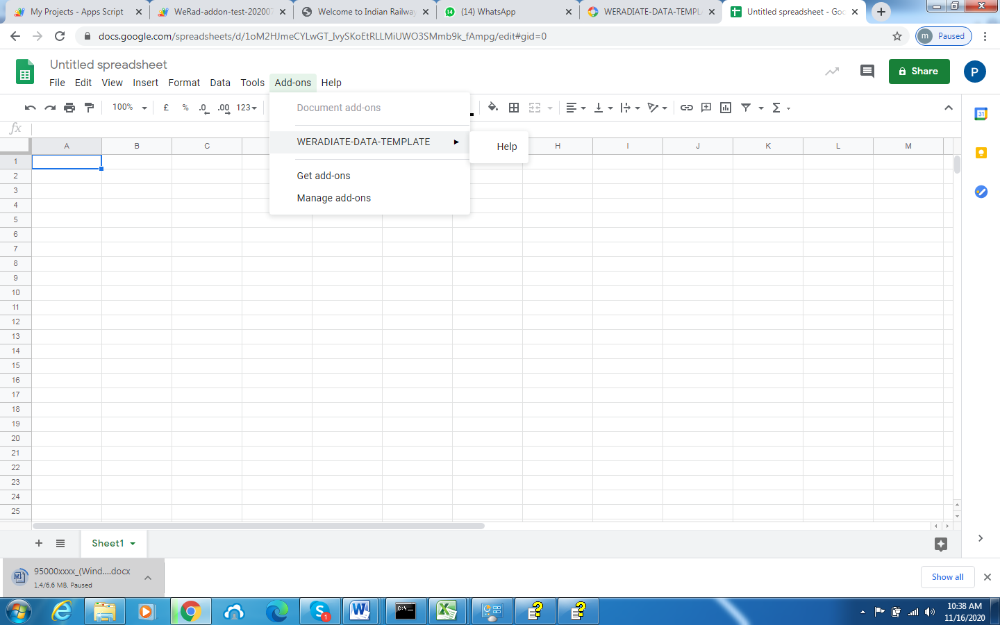 My Projects - Apps Script
WeRad-addon-test-202007
Welcome to Indian Railway
(14) WhatsApp
WERADIATE-DATA-TEMPL
Untitled spreadsheet - Goo
docs.google.com/spreadsheets/d/1oM2HJmeCYLwGT_IvySKoEtRLLMiUWO3SMmb9k_fAmpg/edit#gid=0
m Paused
Untitled spreadsheet
File Edit View Insert Format Data Tools Add-ons Help
Share
P
100% £ % .0 .00 123
Document add-ons
WERADIATE-DATA-TEMPLATE
Help
Get add-ons
Manage add-ons
fx
A B C H I J K L M
1
2
3
4
5
6
7
8
9
10
11
12
13
14
15
16
17
18
19
20
21
22
23
24
25
31
Sheet1
95000xxxx_(Wind....docx
1.4/6.6 MB, Paused
Show all
1
10:38 AM
11/16/2020